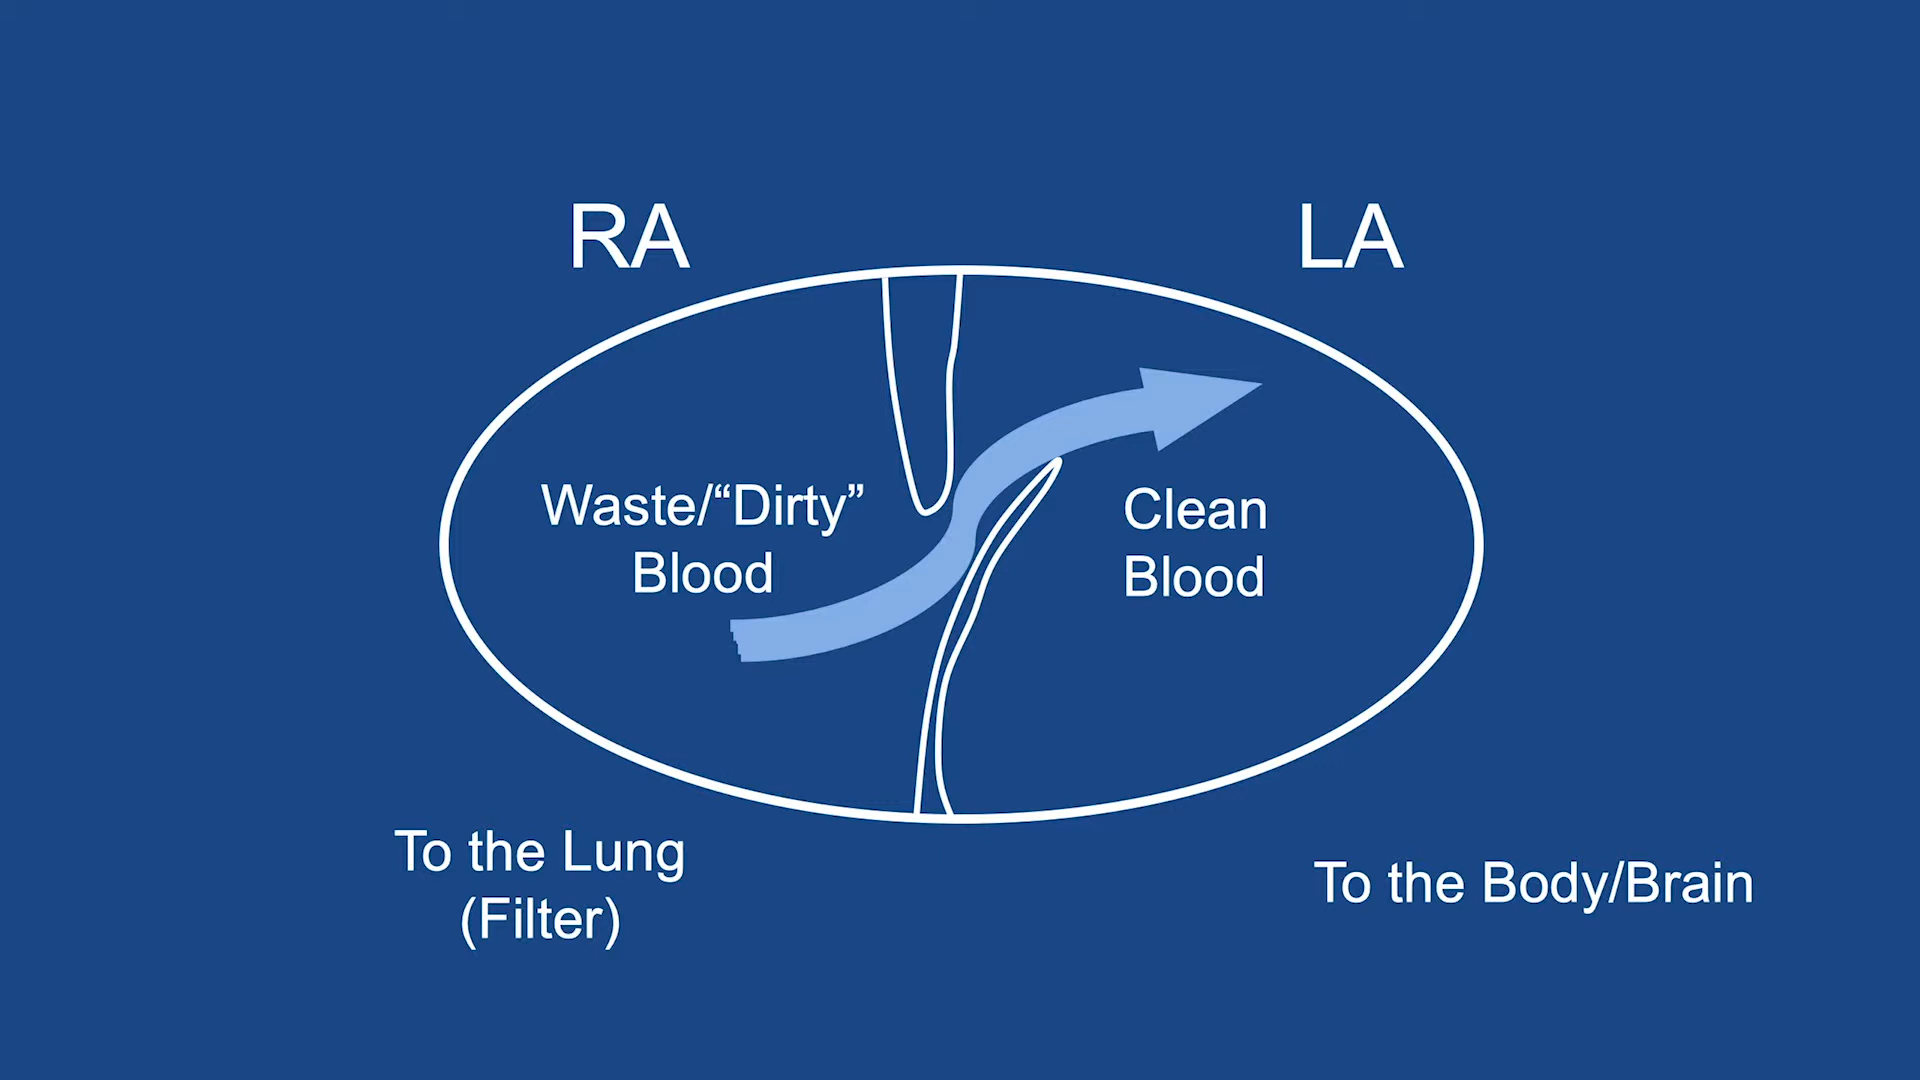 RA
LA
Waste/“Dirty”
Blood
Clean
Blood
To the Lung
(Filter)
To the Body/Brain